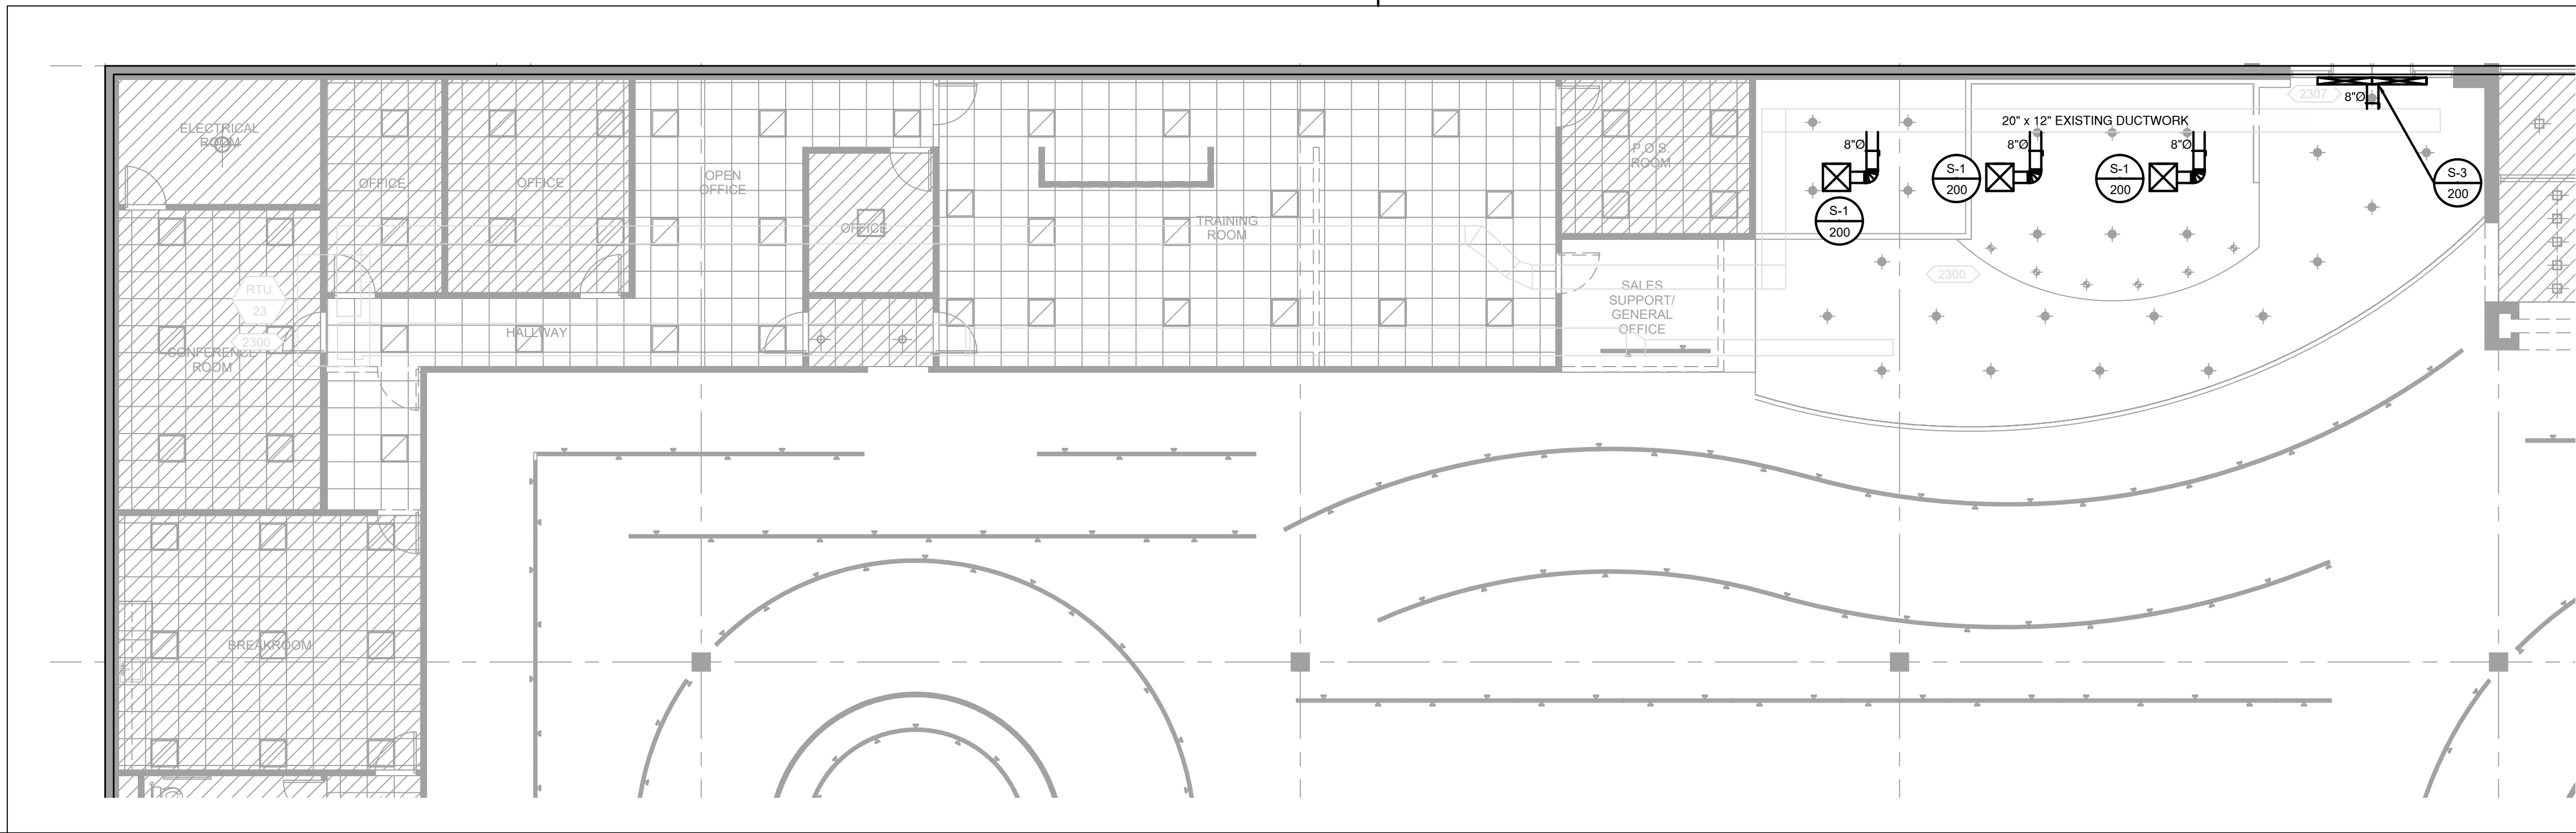 ELECTRICAL
ROOM
OFFICE
OFFICE
OPEN
OFFICE
OFFICE
TRAINING
ROOM
P.O.S.
ROOM
SALES
SUPPORT/
GENERAL
OFFICE
HALLWAY
RTU
23
2300
CONFERENCE
ROOM
BREAKROOM
20" x 12" EXISTING DUCTWORK
8"Ø
8"Ø
8"Ø
8"Ø
2307
S-1
200
S-1
200
S-1
200
S-3
200
2300